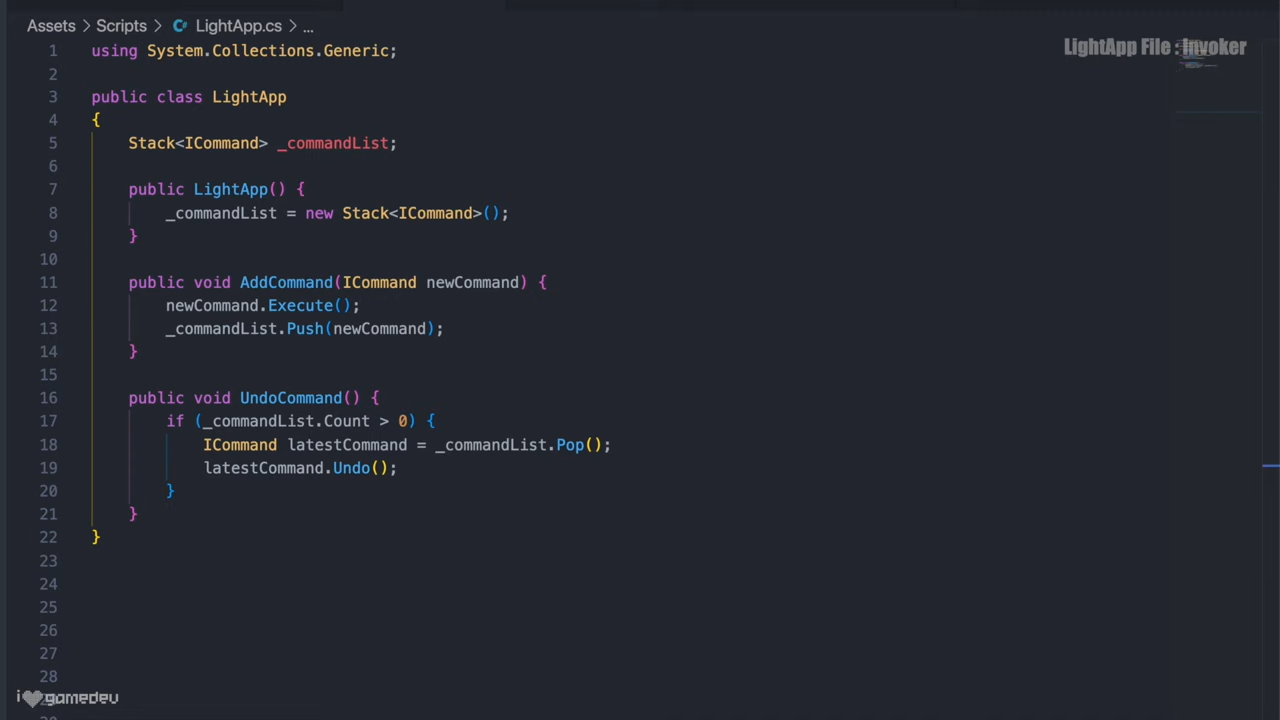 Assets > Scripts > LightApp.cs > ...
LightApp File : Invoker
1 using System.Collections.Generic;
2
3 public class LightApp
4 {
5 Stack<ICommand> _commandList;
6
7 public LightApp() {
8 _commandList = new Stack<ICommand>();
9 }
10
11 public void AddCommand(ICommand newCommand) {
12 newCommand.Execute();
13 _commandList.Push(newCommand);
14 }
15
16 public void UndoCommand() {
17 if (_commandList.Count > 0) {
18 ICommand latestCommand = _commandList.Pop();
19 latestCommand.Undo();
20 }
21 }
22 }
23
24
25
26
27
28
i gamedev